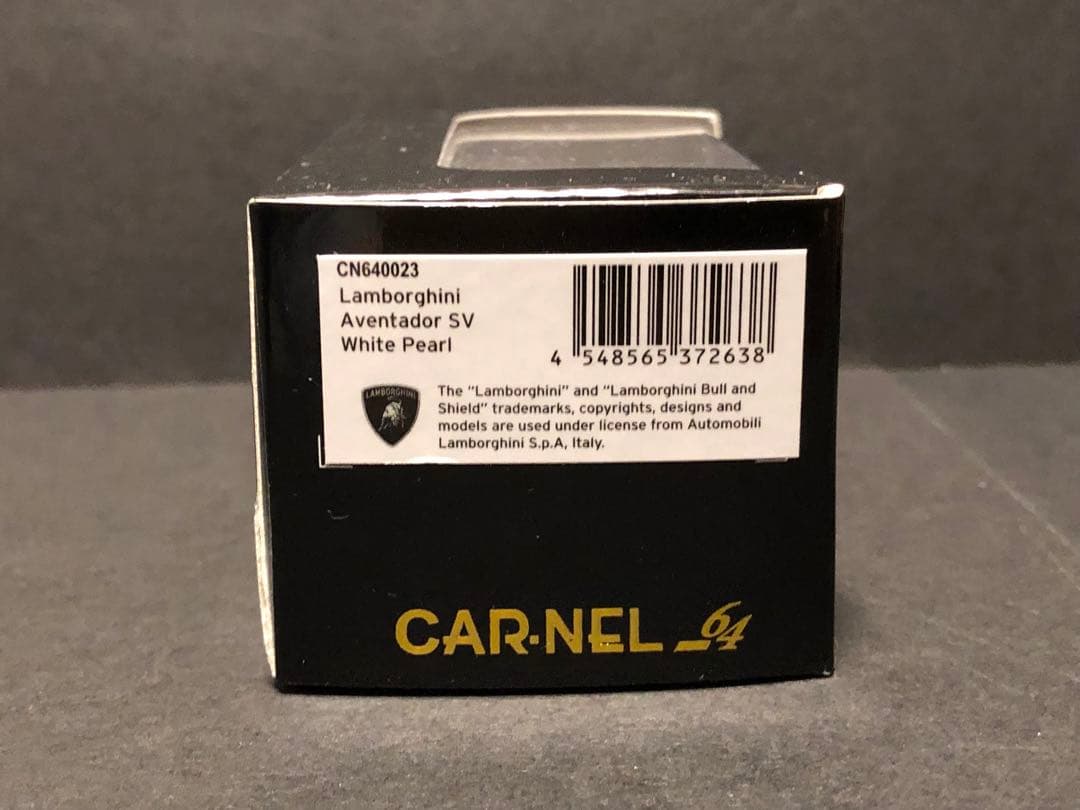 CN640023
Lamborghini
Aventador SV
White Pearl
4 548565 372638
LAMBORGHINI
The "Lamborghini" and "Lamborghini Bull and
Shield" trademarks, copyrights, designs and
models are used under license from Automobili
Lamborghini S.p.A, Italy.
CAR·NEL 64